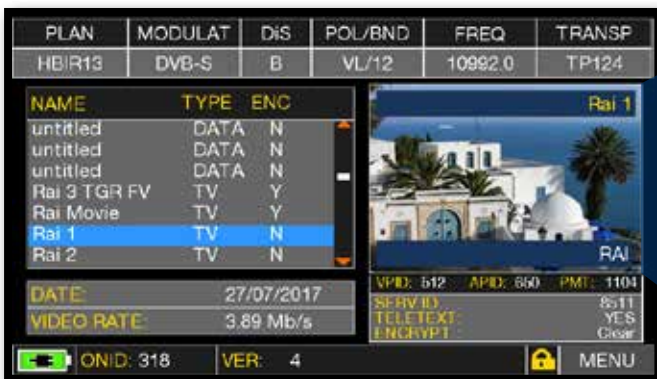 PLAN MODULAT DiS POL/BND FREQ TRANSP
HBIR13 DVB-S B VL/12 10992.0 TP124
NAME TYPE ENC
untitled DATA N
untitled DATA N
untitled DATA N
Rai 3 TGR FV TV Y
Rai Movie TV Y
Rai 1 TV N
Rai 2 TV N
DATE: 27/07/2017
VIDEO RATE: 3.89 Mb/s
Rai 1
RAI
VPID: 512 APID: 650 PMT: 1104
SERV ID: 8511
TELETEXT: YES
ENCRYPT: Clear
ONID: 318 VER: 4 MENU